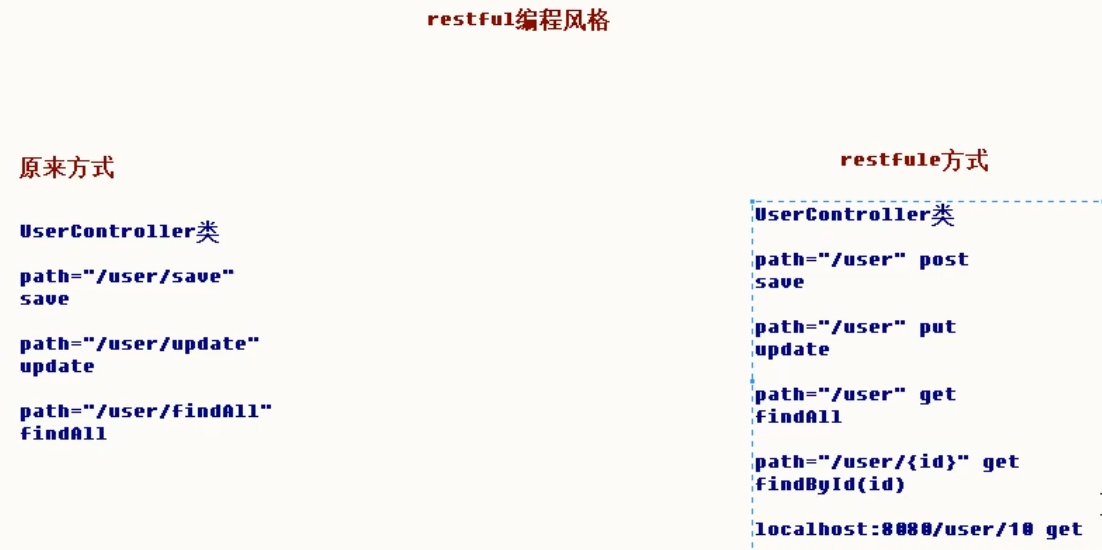 restful编程风格
原来方式
UserController类
path="/user/save"
save
path="/user/update"
update
path="/user/findAll"
findAll
restfule方式
UserController类
path="/user" post
save
path="/user" put
update
path="/user" get
findAll
path="/user/{id}" get
findById(id)
localhost:8080/user/10 get